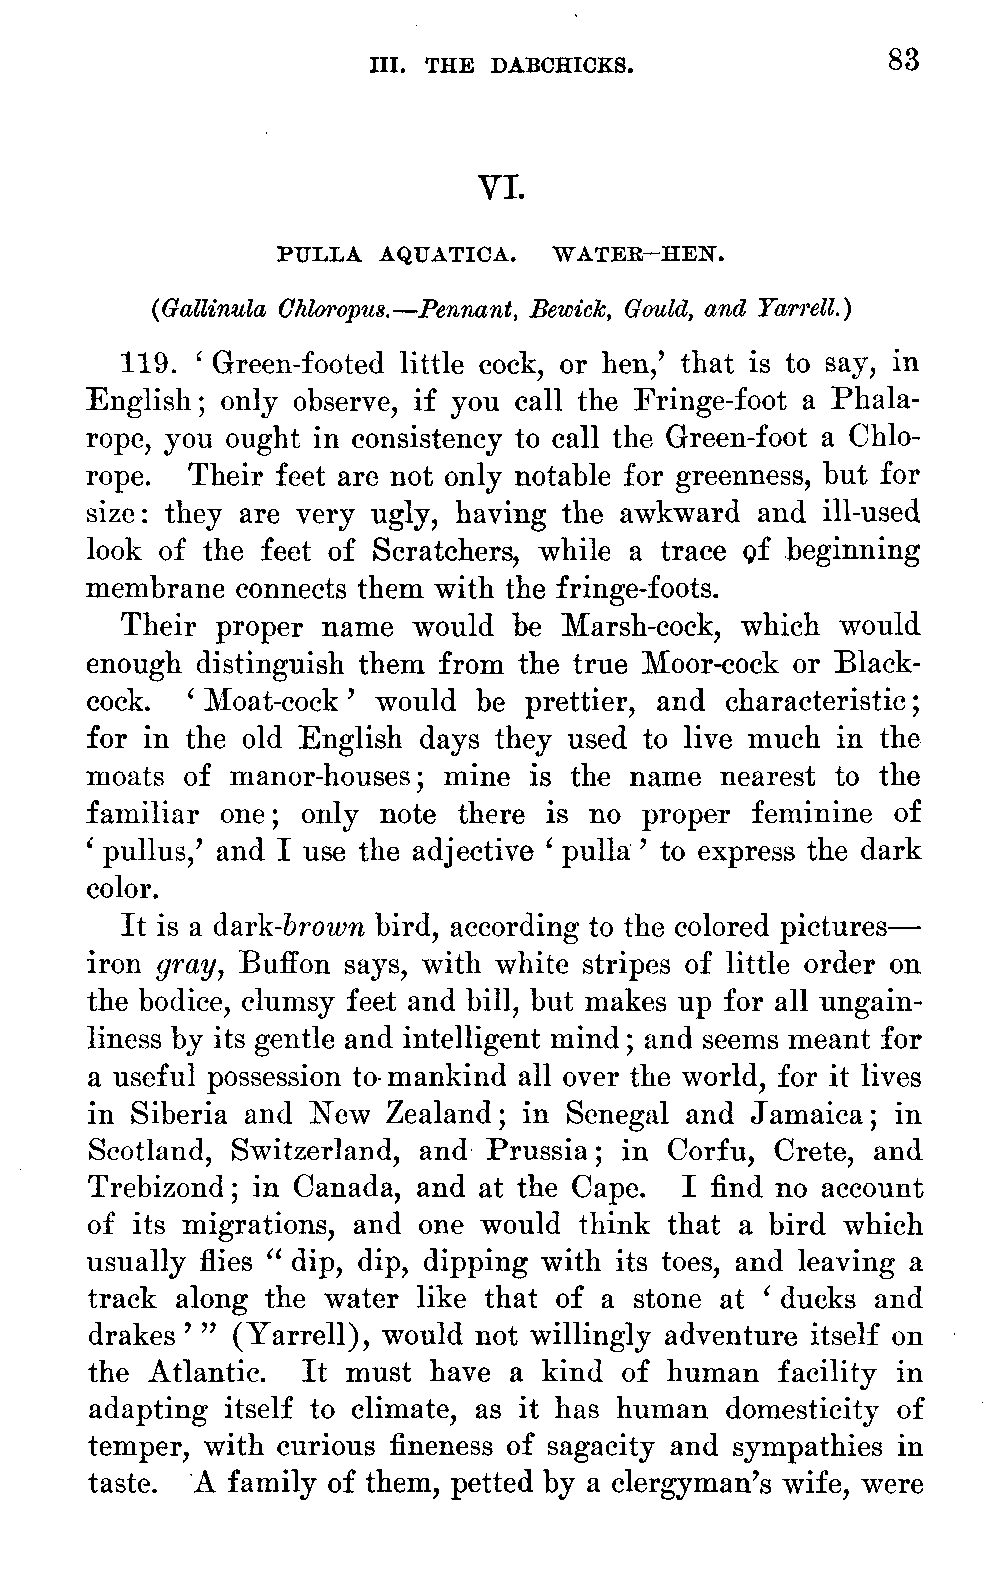 III. THE DABCHICKS. 83
VI.
PULLA AQUATICA. WATER-HEN.
(Gallinula Chloropus.—Pennant, Bewick, Gould, and Yarrell.)
119. ‘Green-footed little cock, or hen,’ that is to say, in
English; only observe, if you call the Fringe-foot a Phala-
rope, you ought in consistency to call the Green-foot a Chlo-
rope. Their feet are not only notable for greenness, but for
size: they are very ugly, having the awkward and ill-used
look of the feet of Scratchers, while a trace of beginning
membrane connects them with the fringe-foots.
Their proper name would be Marsh-cock, which would
enough distinguish them from the true Moor-cock or Black-
cock. ‘Moat-cock’ would be prettier, and characteristic;
for in the old English days they used to live much in the
moats of manor-houses; mine is the name nearest to the
familiar one; only note there is no proper feminine of
‘pullus,’ and I use the adjective ‘pulla’ to express the dark
color.
It is a dark-brown bird, according to the colored pictures—
iron gray, Buffon says, with white stripes of little order on
the bodice, clumsy feet and bill, but makes up for all ungain-
liness by its gentle and intelligent mind; and seems meant for
a useful possession to mankind all over the world, for it lives
in Siberia and New Zealand; in Senegal and Jamaica; in
Scotland, Switzerland, and Prussia; in Corfu, Crete, and
Trebizond; in Canada, and at the Cape. I find no account
of its migrations, and one would think that a bird which
usually flies “dip, dip, dipping with its toes, and leaving a
track along the water like that of a stone at ‘ducks and
drakes’” (Yarrell), would not willingly adventure itself on
the Atlantic. It must have a kind of human facility in
adapting itself to climate, as it has human domesticity of
temper, with curious fineness of sagacity and sympathies in
taste. A family of them, petted by a clergyman’s wife, were